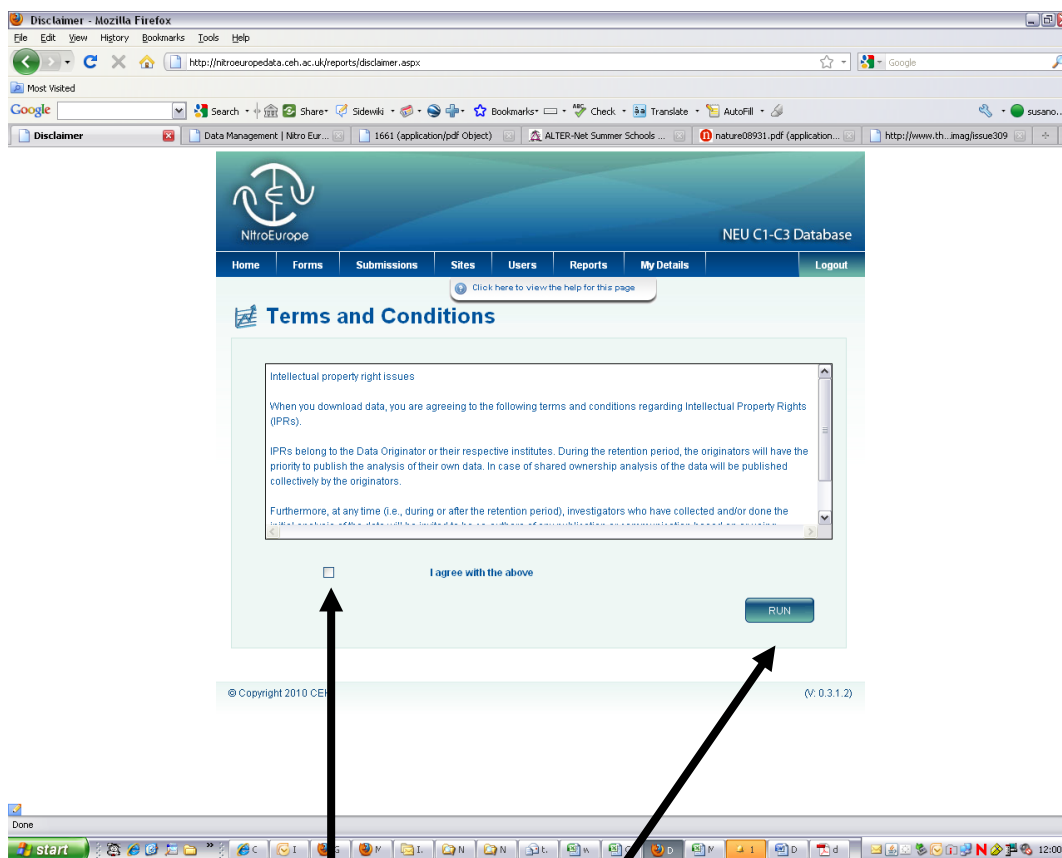 Disclaimer - Mozilla Firefox
File Edit View History Bookmarks Tools Help
http://nitroeuropedata.ceh.ac.uk/reports/disclaimer.aspx
Google
Most Visited
Google Search Share Sidewiki Bookmarks Check Translate AutoFill susano...
Disclaimer Data Management | Nitro Eur... 1661 (application/pdf Object) ALTER-Net Summer Schools ... nature08931.pdf (application... http://www.th...imag/issue309
NitroEurope
NEU C1-C3 Database
Home Forms Submissions Sites Users Reports My Details Logout
Click here to view the help for this page
Terms and Conditions
Intellectual property right issues
When you download data, you are agreeing to the following terms and conditions regarding Intellectual Property Rights
(IPRs).
IPRs belong to the Data Originator or their respective institutes. During the retention period, the originators will have the
priority to publish the analysis of their own data. In case of shared ownership analysis of the data will be published
collectively by the originators.
Furthermore, at any time (i.e., during or after the retention period), investigators who have collected and/or done the
I agree with the above
RUN
© Copyright 2010 CEH
(V: 0.3.1.2)
Done
start 12:08